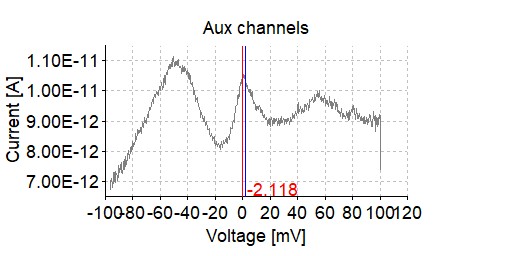 Aux channels
Current [A]
1.10E-11
1.00E-11
9.00E-12
8.00E-12
7.00E-12
-2.118
-100 -80 -60 -40 -20 0 20 40 60 80 100 120
Voltage [mV]